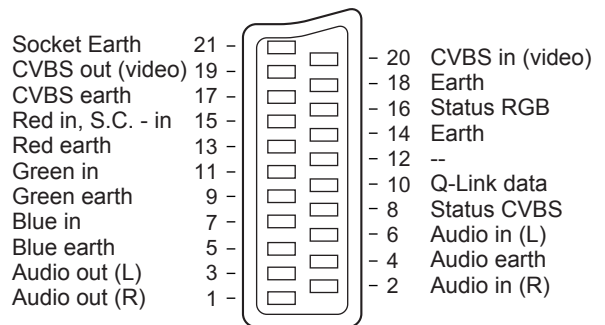 Socket Earth 21 –
CVBS out (video) 19 –
CVBS earth 17 –
Red in, S.C. - in 15 –
Red earth 13 –
Green in 11 –
Green earth 9 –
Blue in 7 –
Blue earth 5 –
Audio out (L) 3 –
Audio out (R) 1 –
– 20 CVBS in (video)
– 18 Earth
– 16 Status RGB
– 14 Earth
– 12 --
– 10 Q-Link data
– 8 Status CVBS
– 6 Audio in (L)
– 4 Audio earth
– 2 Audio in (R)